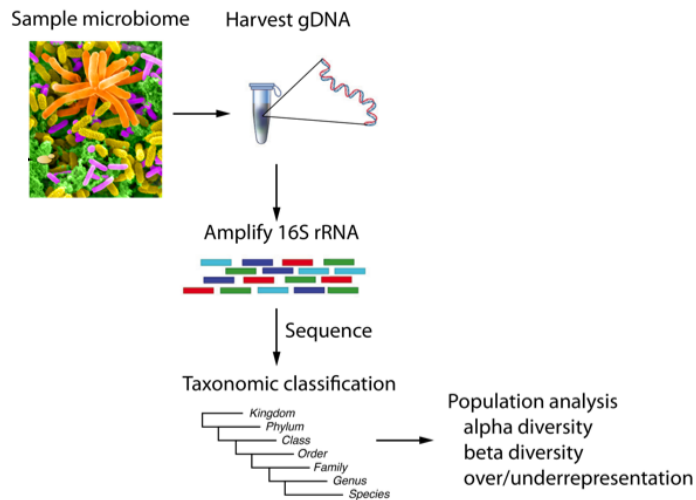 Sample microbiome
Harvest gDNA
Amplify 16S rRNA
Sequence
Taxonomic classification
Kingdom
Phylum
Class
Order
Family
Genus
Species
Population analysis
alpha diversity
beta diversity
over/underrepresentation